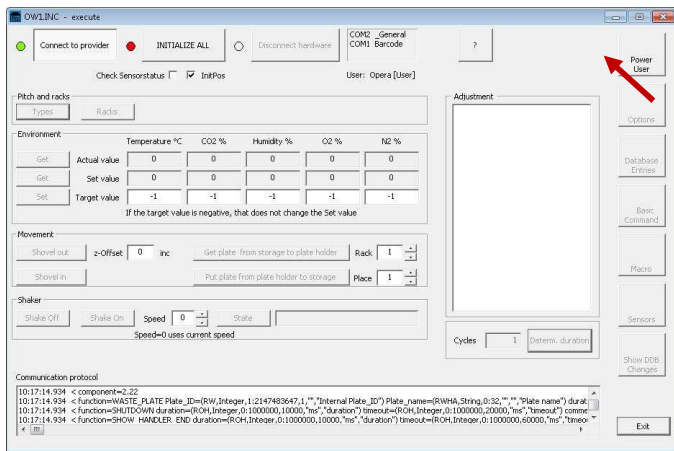 OW1.INC - execute
Connect to provider
INITIALIZE ALL
Disconnect hardware
COM2 _General
COM1 Barcode
?
Power
User
Check Sensorstatus
InitPos
User: Opera [User]
Pitch and racks
Types
Racks
Adjustment
Options
Environment
Temperature °C CO2 % Humidity % O2 % N2 %
Get Actual value 0 0 0 0 0
Get Set value 0 0 0 0 0
Set Target value -1 -1 -1 -1 -1
If the target value is negative, that does not change the Set value
Database
Entries
Basic
Command
Movement
Shovel out z-Offset 0 inc Get plate from storage to plate holder Rack 1
Shovel in Put plate from plate holder to storage Place 1
Macro
Shaker
Shake Off Shake On Speed 0 State
Speed=0 uses current speed
Sensors
Cycles 1 Determ. duration
Show DDB
Changes
Communication protocol
10:17:14.934 < component=2.22
10:17:14.934 < function=WASTE_PLATE Plate_ID=(RW,Integer,1:2147483647,1,"","Internal Plate_ID") Plate_name=(RWHA,String,0:32,"","","Plate name") durat
10:17:14.934 < function=SHUTDOWN duration=(ROH,Integer,0:1000000,10000,"ms","duration") timeout=(ROH,Integer,0:1000000,20000,"ms","timeout") comme
10:17:14.934 < function=SHOW_HANDLER_END duration=(ROH,Integer,0:1000000,10000,"ms","duration") timeout=(ROH,Integer,0:1000000,60000,"ms","timeo
Exit